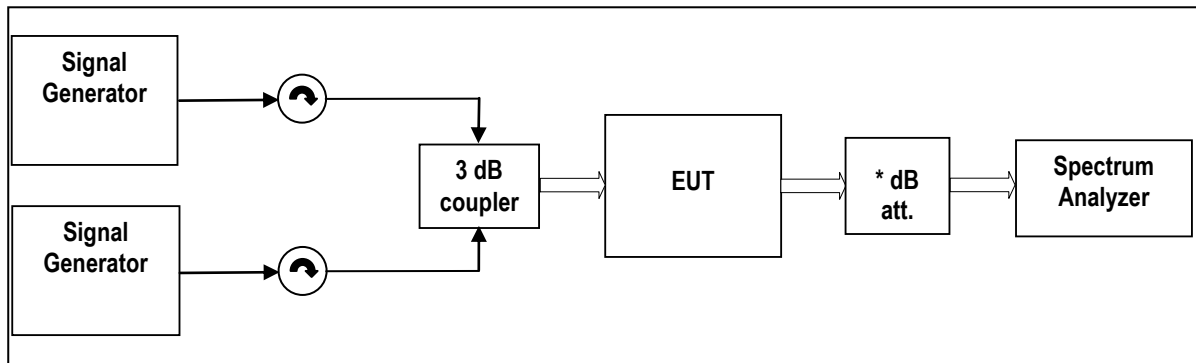 Signal
Generator
3 dB
coupler
EUT
* dB
att.
Spectrum
Analyzer
Signal
Generator